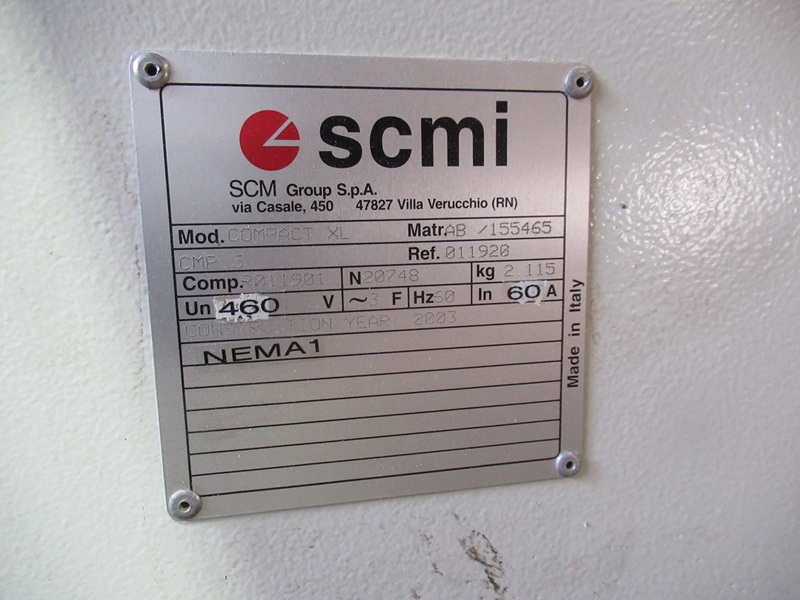 scmi
SCM Group S.p.A.
via Casale, 450 47827 Villa Verucchio (RN)
Mod. COMPACT XL Matr. AB /155465
CMP 3 Ref. 011920
Comp. 2011901 N 20748 kg 2 115
Un 460 V ~ 3 F Hz 60 In 60 A
CONSTRUCTION YEAR: 2003
NEMA1
Made in Italy